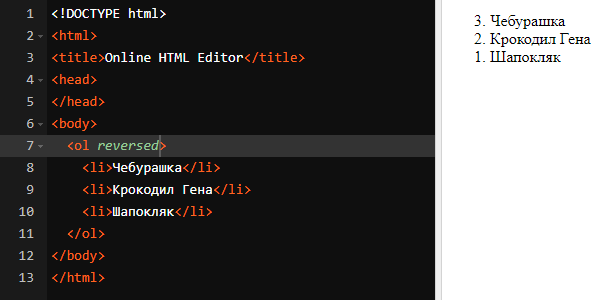 1 <!DOCTYPE html>
2 <html>
3 <title>Online HTML Editor</title>
4 <head>
5 </head>
6 <body>
7 <ol reversed>
8 <li>Чебурашка</li>
9 <li>Крокодил Гена</li>
10 <li>Шапокляк</li>
11 </ol>
12 </body>
13 </html>
3. Чебурашка
2. Крокодил Гена
1. Шапокляк